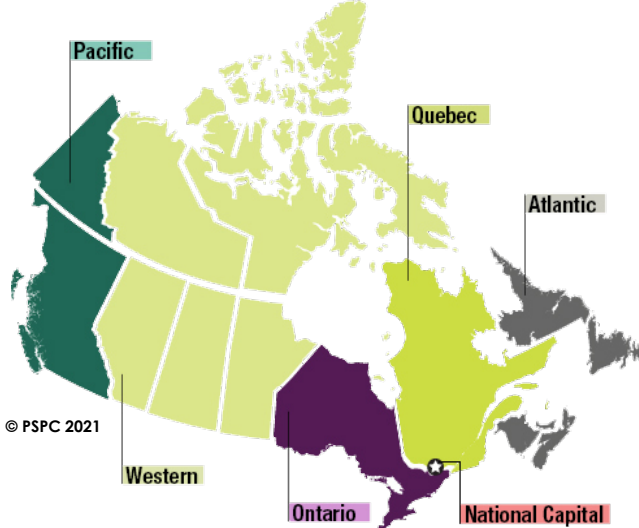 Pacific
Quebec
Atlantic
© PSPC 2021
Western
Ontario
National Capital